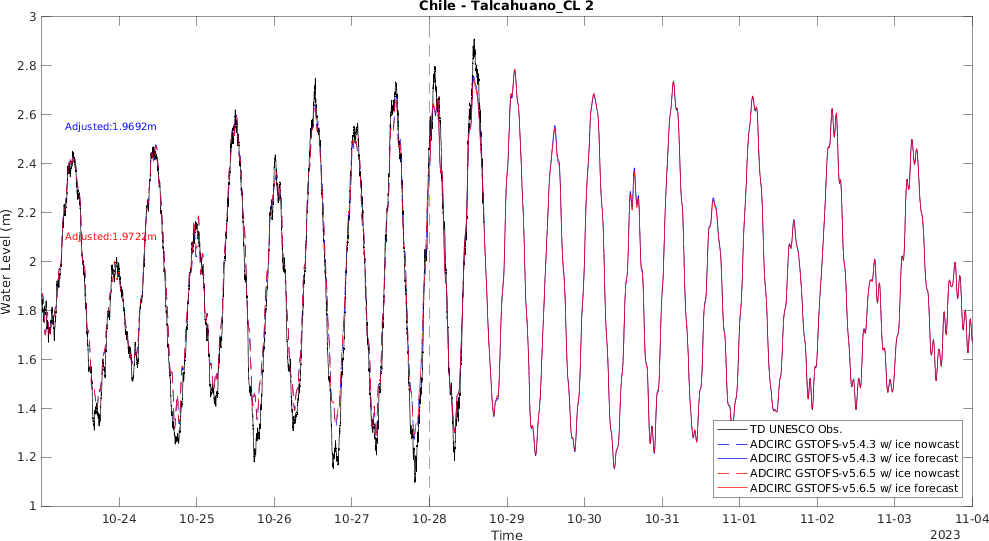 Chile - Talcahuano_CL 2
3
2.8
2.6
2.4
2.2
2
1.8
1.6
1.4
1.2
1
Water Level (m)
Adjusted:1.9692m
Adjusted:1.9722m
TD UNESCO Obs.
ADCIRC GSTOFS-v5.4.3 w/ ice nowcast
ADCIRC GSTOFS-v5.4.3 w/ ice forecast
ADCIRC GSTOFS-v5.6.5 w/ ice nowcast
ADCIRC GSTOFS-v5.6.5 w/ ice forecast
10-24 10-25 10-26 10-27 10-28 10-29 10-30 10-31 11-01 11-02 11-03 11-04
Time
2023